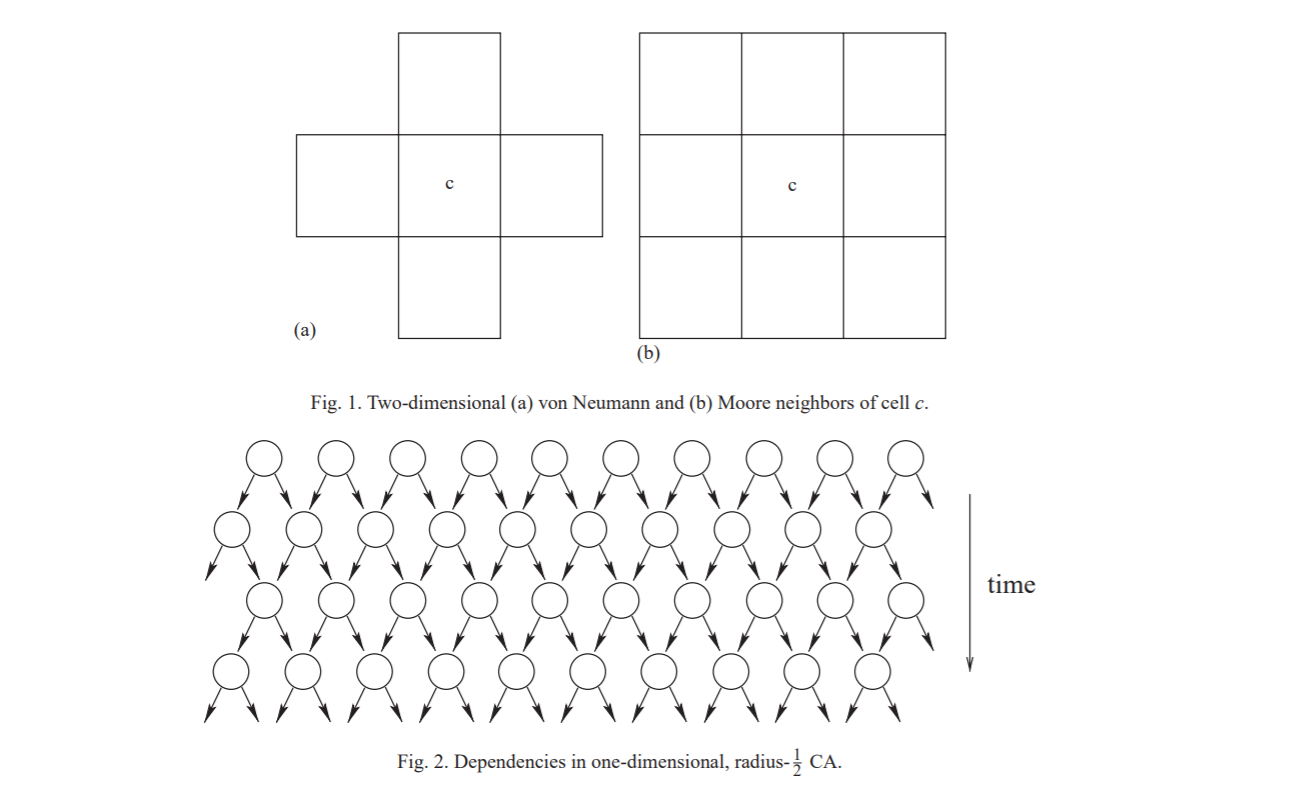 c
c
(a)
(b)
Fig. 1. Two-dimensional (a) von Neumann and (b) Moore neighbors of cell c.
time
Fig. 2. Dependencies in one-dimensional, radius-1/2 CA.